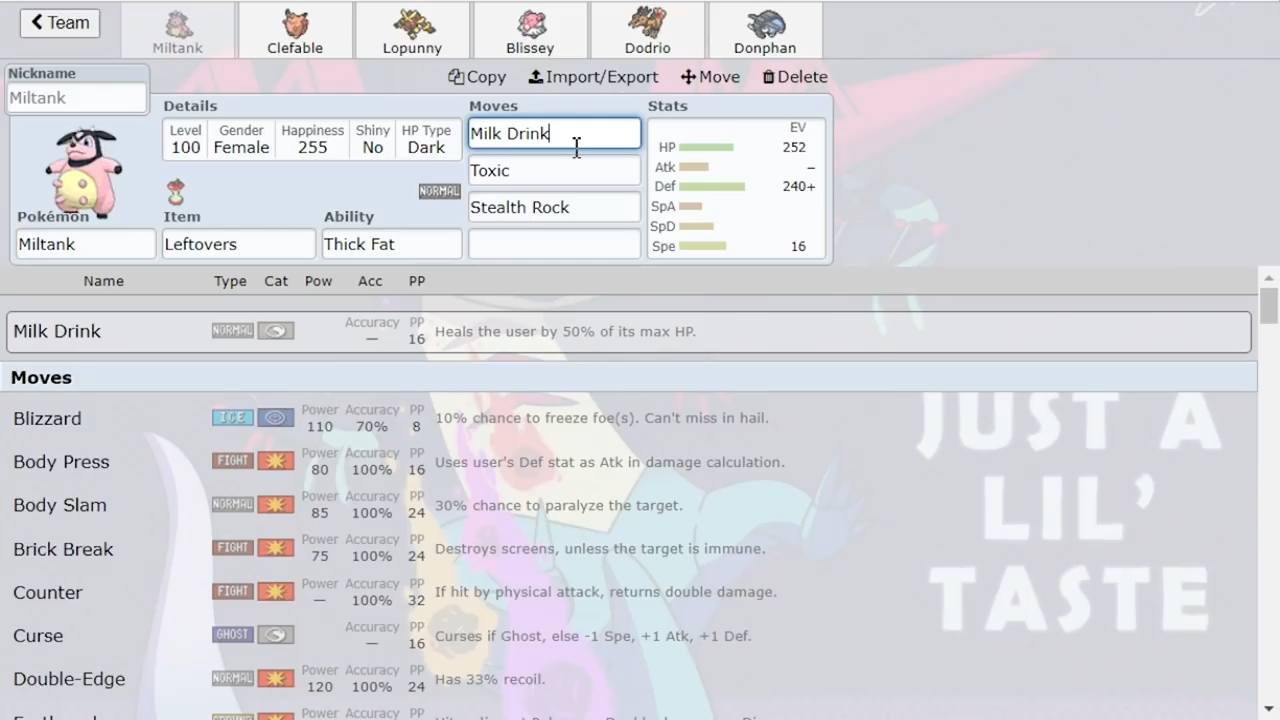 Team
Miltank
Clefable
Lopunny
Blissey
Dodrio
Donphan
Nickname
Miltank
Copy
Import/Export
Move
Delete
Details
Level
100
Gender
Female
Happiness
255
Shiny
No
HP Type
Dark
NORMAL
Pokémon
Miltank
Item
Leftovers
Ability
Thick Fat
Moves
Milk Drink
Toxic
Stealth Rock
Stats
EV
HP 252
Atk –
Def 240+
SpA
SpD
Spe 16
Name Type Cat Pow Acc PP
Milk Drink NORMAL Accuracy — PP 16 Heals the user by 50% of its max HP.
Moves
Blizzard ICE Power 110 Accuracy 70% PP 8 10% chance to freeze foe(s). Can't miss in hail.
Body Press FIGHT Power 80 Accuracy 100% PP 16 Uses user's Def stat as Atk in damage calculation.
Body Slam NORMAL Power 85 Accuracy 100% PP 24 30% chance to paralyze the target.
Brick Break FIGHT Power 75 Accuracy 100% PP 24 Destroys screens, unless the target is immune.
Counter FIGHT Power — Accuracy 100% PP 32 If hit by physical attack, returns double damage.
Curse GHOST Accuracy — PP 16 Curses if Ghost, else -1 Spe, +1 Atk, +1 Def.
Double-Edge NORMAL Power 120 Accuracy 100% PP 24 Has 33% recoil.
Power Accuracy PP
JUST A
LIL'
TASTE